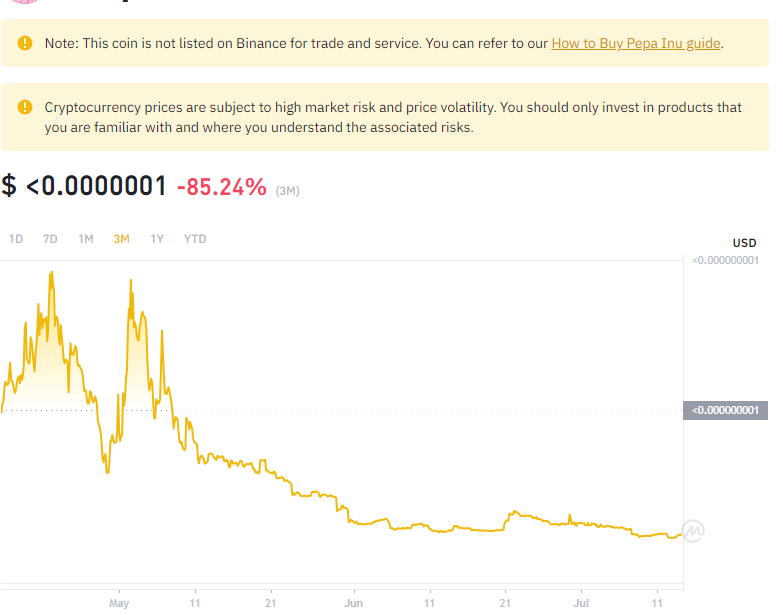 Note: This coin is not listed on Binance for trade and service. You can refer to our How to Buy Pepa Inu guide.
Cryptocurrency prices are subject to high market risk and price volatility. You should only invest in products that
you are familiar with and where you understand the associated risks.
$ <0.0000001 -85.24% (3M)
1D 7D 1M 3M 1Y YTD
USD
<0.000000001
<0.000000001
May 11 21 Jun 11 21 Jul 11